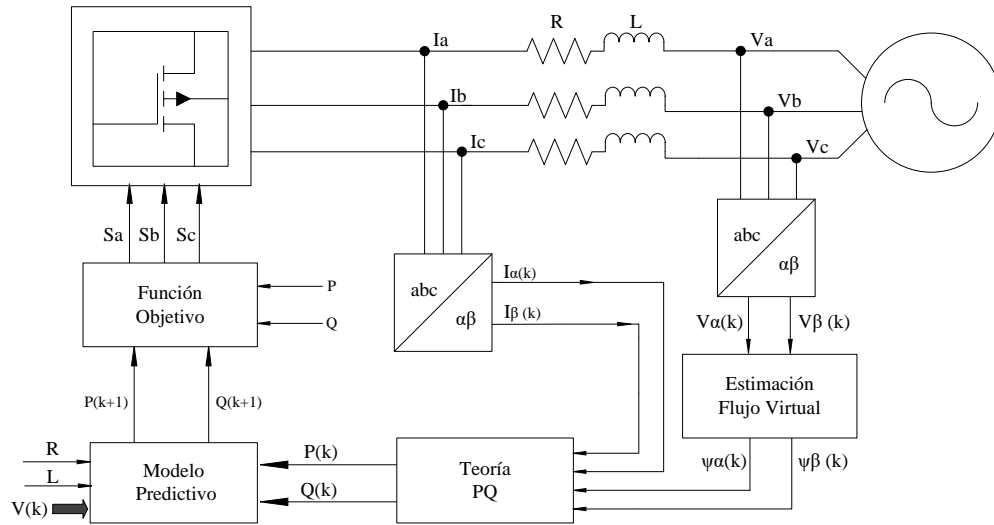 Ia
R
L
Va
Ib
Vb
Ic
Vc
Sa
Sb
Sc
abc
αβ
abc
αβ
Iα(k)
Iβ (k)
Función
Objetivo
P
Q
Vα(k)
Vβ (k)
Estimación
Flujo Virtual
P(k+1)
Q(k+1)
ψα(k)
ψβ (k)
R
L
V(k)
Modelo
Predictivo
P(k)
Q(k)
Teoría
PQ